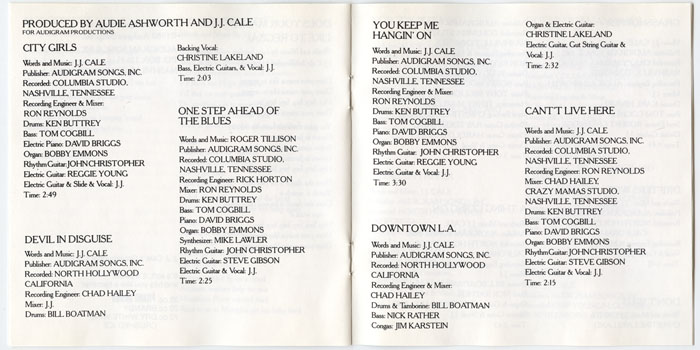 PRODUCED BY AUDIE ASHWORTH AND J.J. CALE
FOR AUDIGRAM PRODUCTIONS
CITY GIRLS
Words and Music: J.J. CALE
Publisher: AUDIGRAM SONGS, INC.
Recorded: COLUMBIA STUDIO,
NASHVILLE, TENNESSEE
Recording Engineer & Mixer:
RON REYNOLDS
Drums: KEN BUTTREY
Bass: TOM COGBILL
Electric Piano: DAVID BRIGGS
Organ: BOBBY EMMONS
Rhythm Guitar: JOHN CHRISTOPHER
Electric Guitar: REGGIE YOUNG
Electric Guitar & Slide & Vocal: J.J.
Time: 2:49
DEVIL IN DISGUISE
Words and Music: J.J. CALE
Publisher: AUDIGRAM SONGS, INC.
Recorded: NORTH HOLLYWOOD
CALIFORNIA
Recording Engineer: CHAD HAILEY
Mixer: J.J.
Drums: BILL BOATMAN
Backing Vocal:
CHRISTINE LAKELAND
Bass, Electric Guitars, & Vocal: J.J.
Time: 2:03
ONE STEP AHEAD OF
THE BLUES
Words and Music: ROGER TILLISON
Publisher: AUDIGRAM SONGS, INC.
Recorded: COLUMBIA STUDIO,
NASHVILLE, TENNESSEE
Recording Engineer: RICK HORTON
Mixer: RON REYNOLDS
Drums: KEN BUTTREY
Bass: TOM COGBILL
Piano: DAVID BRIGGS
Organ: BOBBY EMMONS
Synthesizer: MIKE LAWLER
Rhythm Guitar: JOHN CHRISTOPHER
Electric Guitar: STEVE GIBSON
Electric Guitar & Vocal: J.J.
Time: 2:25
YOU KEEP ME
HANGIN' ON
Words and Music: J.J. CALE
Publisher: AUDIGRAM SONGS, INC.
Recorded: COLUMBIA STUDIO,
NASHVILLE, TENNESSEE
Recording Engineer & Mixer:
RON REYNOLDS
Drums: KEN BUTTREY
Bass: TOM COGBILL
Piano: DAVID BRIGGS
Organ: BOBBY EMMONS
Rhythm Guitar: JOHN CHRISTOPHER
Electric Guitar: REGGIE YOUNG
Electric Guitar & Vocal: J.J.
Time: 3:30
DOWNTOWN L.A.
Words and Music: J.J. CALE
Publisher: AUDIGRAM SONGS, INC.
Recorded: NORTH HOLLYWOOD
CALIFORNIA
Recording Engineer & Mixer:
CHAD HAILEY
Drums & Tambourine: BILL BOATMAN
Bass: NICK RATHER
Congas: JIM KARSTEIN
Organ & Electric Guitar:
CHRISTINE LAKELAND
Electric Guitar, Gut String Guitar &
Vocal: J.J.
Time: 2:32
CAN'T LIVE HERE
Words and Music: J.J. CALE
Publisher: AUDIGRAM SONGS, INC.
Recorded: COLUMBIA STUDIO,
NASHVILLE, TENNESSEE
Recording Engineer: RON REYNOLDS
Mixer: CHAD HAILEY,
CRAZY MAMAS STUDIO,
NASHVILLE, TENNESSEE
Drums: KEN BUTTREY
Bass: TOM COGBILL
Piano: DAVID BRIGGS
Organ: BOBBY EMMONS
Rhythm Guitar: JOHN CHRISTOPHER
Electric Guitar: STEVE GIBSON
Electric Guitar & Vocal: J.J.
Time: 2:15